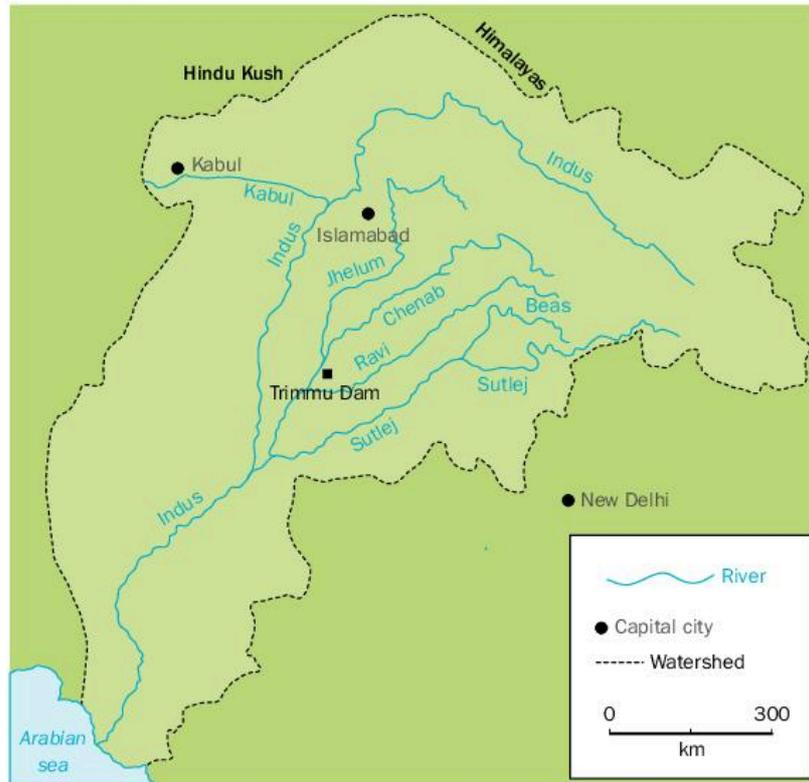 Himalayas
Hindu Kush
Kabul
Kabul
Indus
Indus
Islamabad
Jhelum
Chenab
Beas
Ravi
Trimmu Dam
Sutlej
Sutlej
Indus
New Delhi
River
Capital city
Watershed
0 300
km
Arabian
sea